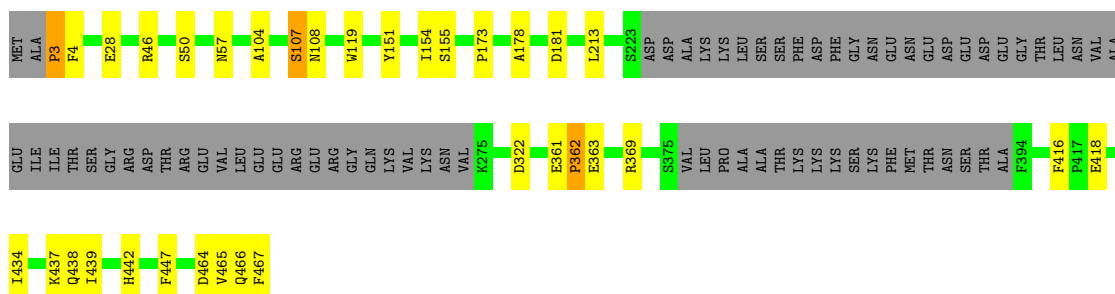 MET ALA P3 F4 E28 R46 S50 N57 A104 S107 N108 W119 Y151 I154 S155 P173 A178 D181 L213 S223 ASP ASP ALA LYS LYS LEU SER SER PHE ASP PHE GLY ASN GLU ASN GLU ASP GLU ASP GLY THR LEU ASN VAL ALA
GLU ILE ILE THR SER GLY ARG ASP THR ARG GLU VAL LEU GLU GLU ARG GLU ARG GLY GLN LYS VAL LYS ASN VAL K275 D322 E361 P362 E363 R369 S375 VAL LEU PRO ALA ALA THR LYS LYS LYS SER LYS PHE MET THR ASN SER THR ALA F394 F416 P417 E418
I434 K437 Q438 I439 H442 F447 D464 V465 Q466 F467